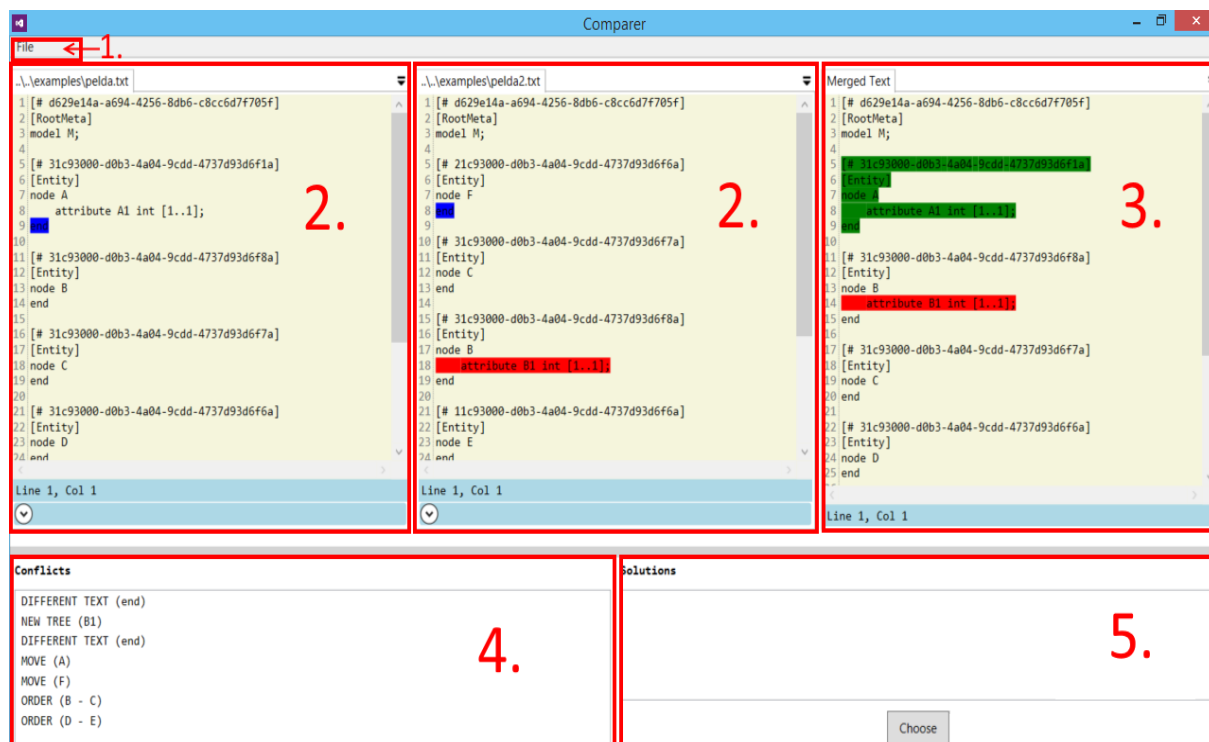 Comparer
File
1.
..\..\examples\pelda.txt
1 [# d629e14a-a694-4256-8db6-c8cc6d7f705f]
2 [RootMeta]
3 model M;
4
5 [# 31c93000-d0b3-4a04-9cdd-4737d93d6f1a]
6 [Entity]
7 node A
8 attribute A1 int [1..1];
9 end
10
11 [# 31c93000-d0b3-4a04-9cdd-4737d93d6f8a]
12 [Entity]
13 node B
14 end
15
16 [# 31c93000-d0b3-4a04-9cdd-4737d93d6f7a]
17 [Entity]
18 node C
19 end
20
21 [# 31c93000-d0b3-4a04-9cdd-4737d93d6f6a]
22 [Entity]
23 node D
24 end
Line 1, Col 1
2.
..\..\examples\pelda2.txt
1 [# d629e14a-a694-4256-8db6-c8cc6d7f705f]
2 [RootMeta]
3 model M;
4
5 [# 21c93000-d0b3-4a04-9cdd-4737d93d6f6a]
6 [Entity]
7 node F
8 end
9
10 [# 31c93000-d0b3-4a04-9cdd-4737d93d6f7a]
11 [Entity]
12 node C
13 end
14
15 [# 31c93000-d0b3-4a04-9cdd-4737d93d6f8a]
16 [Entity]
17 node B
18 attribute B1 int [1..1];
19 end
20
21 [# 11c93000-d0b3-4a04-9cdd-4737d93d6f6a]
22 [Entity]
23 node E
24 end
Line 1, Col 1
2.
Merged Text
1 [# d629e14a-a694-4256-8db6-c8cc6d7f705f]
2 [RootMeta]
3 model M;
4
5 [# 31c93000-d0b3-4a04-9cdd-4737d93d6f1a]
6 [Entity]
7 node A
8 attribute A1 int [1..1];
9 end
10
11 [# 31c93000-d0b3-4a04-9cdd-4737d93d6f8a]
12 [Entity]
13 node B
14 attribute B1 int [1..1];
15 end
16
17 [# 31c93000-d0b3-4a04-9cdd-4737d93d6f7a]
18 [Entity]
19 node C
20 end
21
22 [# 31c93000-d0b3-4a04-9cdd-4737d93d6f6a]
23 [Entity]
24 node D
25 end
Line 1, Col 1
3.
Conflicts
DIFFERENT TEXT (end)
NEW TREE (B1)
DIFFERENT TEXT (end)
MOVE (A)
MOVE (F)
ORDER (B - C)
ORDER (D - E)
4.
Solutions
5.
Choose